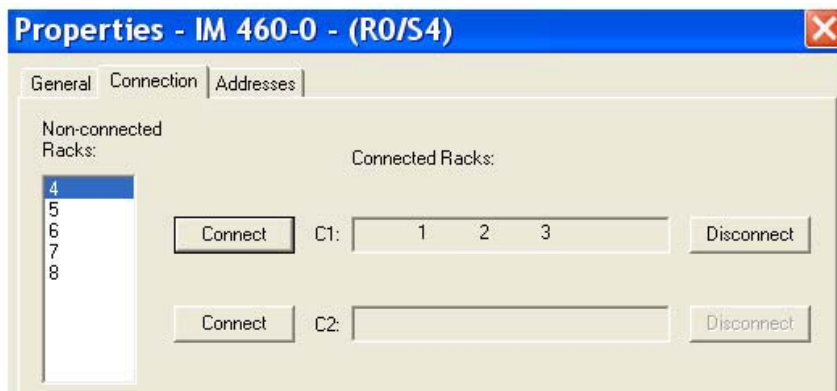 Properties - IM 460-0 - (R0/S4)
General Connection Addresses
Non-connected
Racks:
Connected Racks:
4
5
6
7
8
Connect C1: 1 2 3 Disconnect
Connect C2: Disconnect